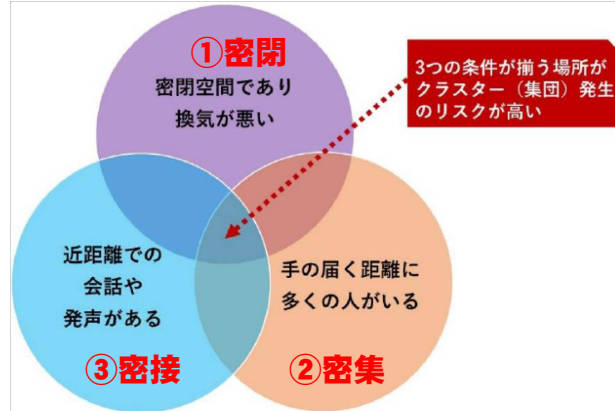 ①密閉
密閉空間であり
換気が悪い
3つの条件が揃う場所が
クラスター（集団）発生
のリスクが高い
近距離での
会話や
発声がある
手の届く距離に
多くの人がいる
③密接
②密集